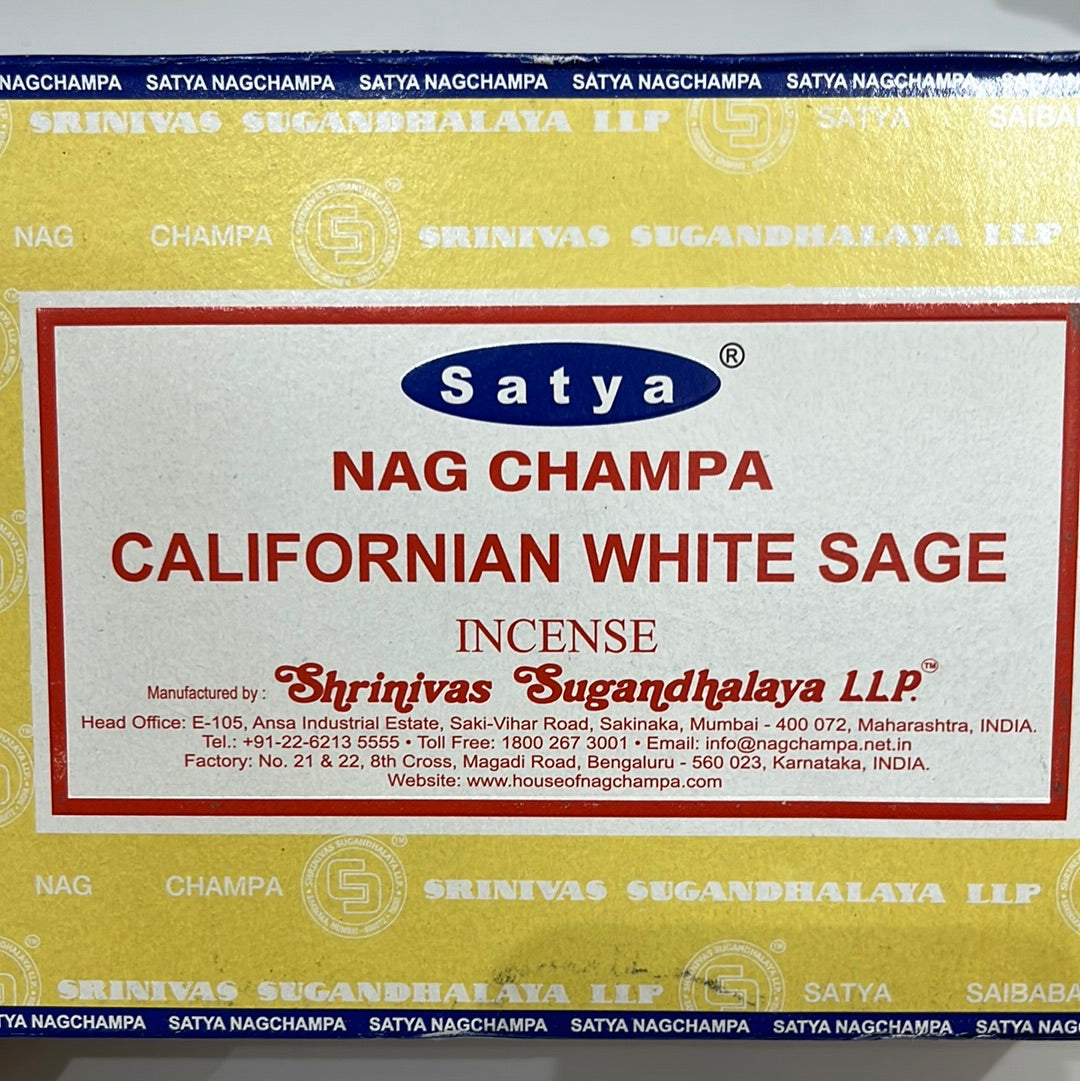 NAGCHAMPA SATYA NAGCHAMPA SATYA NAGCHAMPA SATYA NAGCHAMPA SATYA NAGCHAMPA SATYA
SRINIVAS SUGANDHALAYA LLP SATYA SAIBA
NAG CHAMPA SRINIVAS SUGANDHALAYA LLP
Satya ®
NAG CHAMPA
CALIFORNIAN WHITE SAGE
INCENSE
Manufactured by : Shrinivas Sugandhalaya LLP.™
Head Office: E-105, Ansa Industrial Estate, Saki-Vihar Road, Sakinaka, Mumbai - 400 072, Maharashtra, INDIA.
Tel.: +91-22-6213 5555 • Toll Free: 1800 267 3001 • Email: info@nagchampa.net.in
Factory: No. 21 & 22, 8th Cross, Magadi Road, Bengaluru - 560 023, Karnataka, INDIA.
Website: www.houseofnagchampa.com
NAG CHAMPA SRINIVAS SUGANDHALAYA LLP
SRINIVAS SUGANDHALAYA LLP SATYA SAIBABA
TYA NAGCHAMPA SATYA NAGCHAMPA SATYA NAGCHAMPA SATYA NAGCHAMPA SATYA NAGCHAMPA SATYA NAG